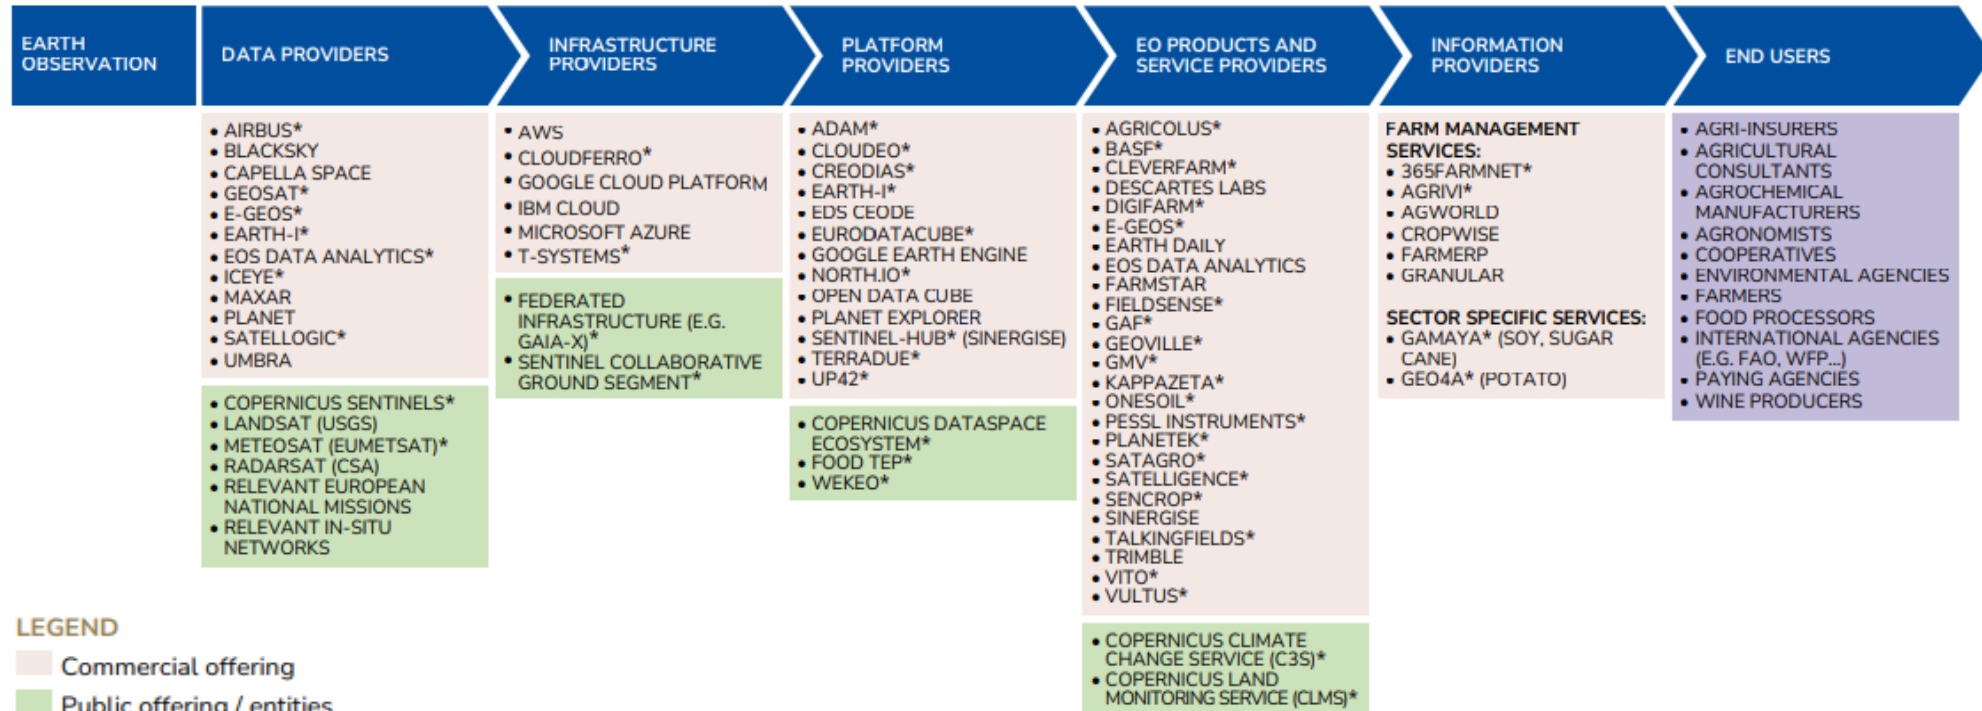 EARTH
OBSERVATION
DATA PROVIDERS
INFRASTRUCTURE
PROVIDERS
PLATFORM
PROVIDERS
EO PRODUCTS AND
SERVICE PROVIDERS
INFORMATION
PROVIDERS
END USERS
• AIRBUS*
• BLACKSKY
• CAPELLA SPACE
• GEOSAT*
• E-GEOS*
• EARTH-I*
• EOS DATA ANALYTICS*
• ICEYE*
• MAXAR
• PLANET
• SATELLOGIC*
• UMBRA
• COPERNICUS SENTINELS*
• LANDSAT (USGS)
• METEOSAT (EUMETSAT)*
• RADARSAT (CSA)
• RELEVANT EUROPEAN
NATIONAL MISSIONS
• RELEVANT IN-SITU
NETWORKS
• AWS
• CLOUDFERRO*
• GOOGLE CLOUD PLATFORM
• IBM CLOUD
• MICROSOFT AZURE
• T-SYSTEMS*
• FEDERATED
INFRASTRUCTURE (E.G.
GAIA-X)*
• SENTINEL COLLABORATIVE
GROUND SEGMENT*
• ADAM*
• CLOUDEO*
• CREODIAS*
• EARTH-I*
• EDS CEODE
• EURODATACUBE*
• GOOGLE EARTH ENGINE
• NORTH.IO*
• OPEN DATA CUBE
• PLANET EXPLORER
• SENTINEL-HUB* (SINERGISE)
• TERRADUE*
• UP42*
• COPERNICUS DATASPACE
ECOSYSTEM*
• FOOD TEP*
• WEKEO*
• AGRICOLUS*
• BASF*
• CLEVERFARM*
• DESCARTES LABS
• DIGIFARM*
• E-GEOS*
• EARTH DAILY
• EOS DATA ANALYTICS
• FARMSTAR
• FIELDSENSE*
• GAF*
• GEOVILLE*
• GMV*
• KAPPAZETA*
• ONESOIL*
• PESSL INSTRUMENTS*
• PLANETEK*
• SATAGRO*
• SATELLIGENCE*
• SENCROP*
• SINERGISE
• TALKINGFIELDS*
• TRIMBLE
• VITO*
• VULTUS*
• COPERNICUS CLIMATE
CHANGE SERVICE (C3S)*
• COPERNICUS LAND
MONITORING SERVICE (CLMS)*
FARM MANAGEMENT
SERVICES:
• 365FARMNET*
• AGRIVI*
• AGWORLD
• CROPWISE
• FARMERP
• GRANULAR
SECTOR SPECIFIC SERVICES:
• GAMAYA* (SOY, SUGAR
CANE)
• GEO4A* (POTATO)
• AGRI-INSURERS
• AGRICULTURAL
CONSULTANTS
• AGROCHEMICAL
MANUFACTURERS
• AGRONOMISTS
• COOPERATIVES
• ENVIRONMENTAL AGENCIES
• FARMERS
• FOOD PROCESSORS
• INTERNATIONAL AGENCIES
(E.G. FAO, WFP...)
• PAYING AGENCIES
• WINE PRODUCERS
LEGEND
Commercial offering
Public offering / entities